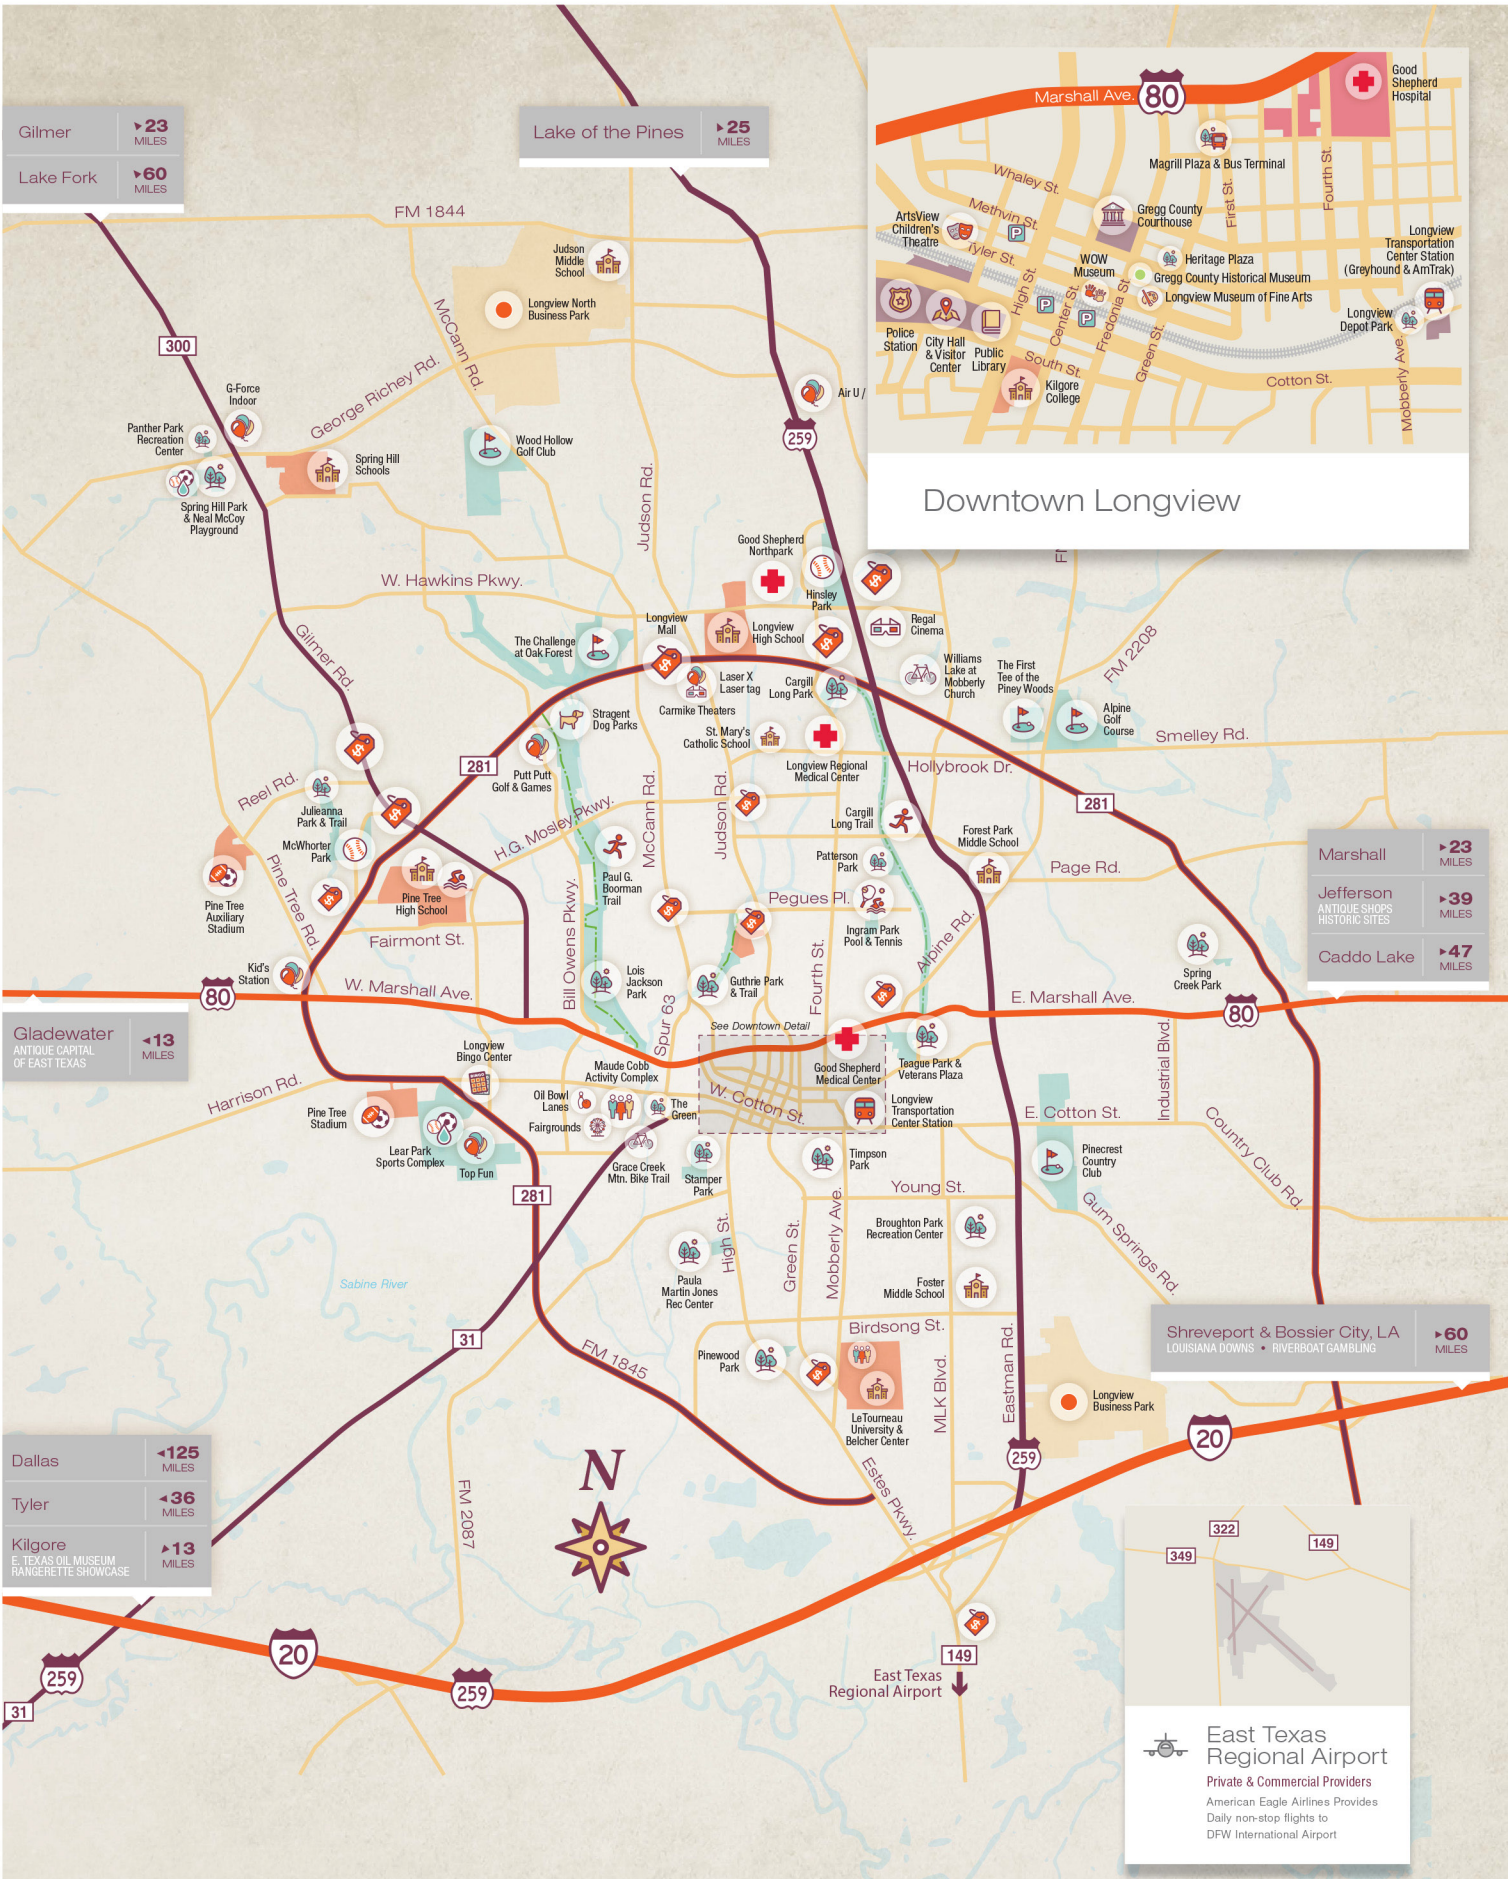 Gilmer
23
MILES
Lake Fork
60
MILES
Lake of the Pines
25
MILES
FM 1844
Judson
Middle
School
Longview North
Business Park
McCann Rd.
300
G-Force
Indoor
George Richey Rd.
Panther Park
Recreation
Center
Spring Hill
Schools
Spring Hill Park
& Neal McCoy
Playground
Wood Hollow
Golf Club
Air U /
259
Judson Rd.
Marshall Ave.
80
Good
Shepherd
Hospital
Magrill Plaza & Bus Terminal
Whaley St.
Methvin St.
Tyler St.
First St.
Fourth St.
ArtsView
Children's
Theatre
P
Gregg County
Courthouse
Longview
Transportation
Center Station
(Greyhound & AmTrak)
WOW
Museum
Heritage Plaza
Gregg County Historical Museum
Longview Museum of Fine Arts
High St.
Center St.
Fredonia St.
Green St.
P
P
Longview
Depot Park
Police
Station
City Hall
& Visitor
Center
Public
Library
South St.
Kilgore
College
Cotton St.
Mobberly Ave.
Downtown Longview
FM
Good Shepherd
Northpark
Hinsley
Park
W. Hawkins Pkwy.
Longview
Mall
Longview
High School
Regal
Cinema
The Challenge
at Oak Forest
Gilmer Rd.
Laser X
Laser tag
Carmike Theaters
Cargill
Long Park
Williams
Lake at
Mobberly
Church
The First
Tee of the
Piney Woods
FM 2208
Alpine
Golf
Course
Smelley Rd.
Stragent
Dog Parks
St. Mary's
Catholic School
Longview Regional
Medical Center
Hollybrook Dr.
281
Putt Putt
Golf & Games
281
Reel Rd.
Julieanna
Park & Trail
McCann Rd.
Judson Rd.
H.G. Mosley Pkwy.
Cargill
Long Trail
Forest Park
Middle School
McWhorter
Park
Patterson
Park
Page Rd.
Pine Tree Rd.
Pine Tree
Auxiliary
Stadium
Pine Tree
High School
Paul G.
Boorman
Trail
Pegues Pl.
Ingram Park
Pool & Tennis
Alpine Rd.
Fairmont St.
Bill Owens Pkwy.
Fourth St.
Marshall
23
MILES
Jefferson
ANTIQUE SHOPS
HISTORIC SITES
39
MILES
Caddo Lake
47
MILES
Kid's
Station
Lois
Jackson
Park
Guthrie Park
& Trail
Spring
Creek Park
80
W. Marshall Ave.
E. Marshall Ave.
80
Spur 63
See Downtown Detail
Gladewater
ANTIQUE CAPITAL
OF EAST TEXAS
13
MILES
Longview
Bingo Center
Maude Cobb
Activity Complex
Good Shepherd
Medical Center
Teague Park &
Veterans Plaza
Industrial Blvd.
Harrison Rd.
Oil Bowl
Lanes
The
Green
W. Cotton St.
Longview
Transportation
Center Station
E. Cotton St.
Pine Tree
Stadium
Fairgrounds
Country Club Rd.
Lear Park
Sports Complex
Top Fun
Grace Creek
Mtn. Bike Trail
Stamper
Park
Timpson
Park
Pinecrest
Country
Club
281
Young St.
Gum Springs Rd.
High St.
Green St.
Mobberly Ave.
Broughton Park
Recreation Center
Sabine River
Paula
Martin Jones
Rec Center
Foster
Middle School
31
FM 1845
Birdsong St.
Eastman Rd.
Shreveport & Bossier City, LA
LOUISIANA DOWNS • RIVERBOAT GAMBLING
60
MILES
Pinewood
Park
MLK Blvd.
LeTourneau
University &
Belcher Center
Longview
Business Park
Dallas
125
MILES
Tyler
36
MILES
Kilgore
E. TEXAS OIL MUSEUM
RANGERETTE SHOWCASE
13
MILES
N
FM 2087
Estes Pkwy.
259
20
322
349
149
20
259
259
31
149
East Texas
Regional Airport
East Texas
Regional Airport
Private & Commercial Providers
American Eagle Airlines Provides
Daily non-stop flights to
DFW International Airport